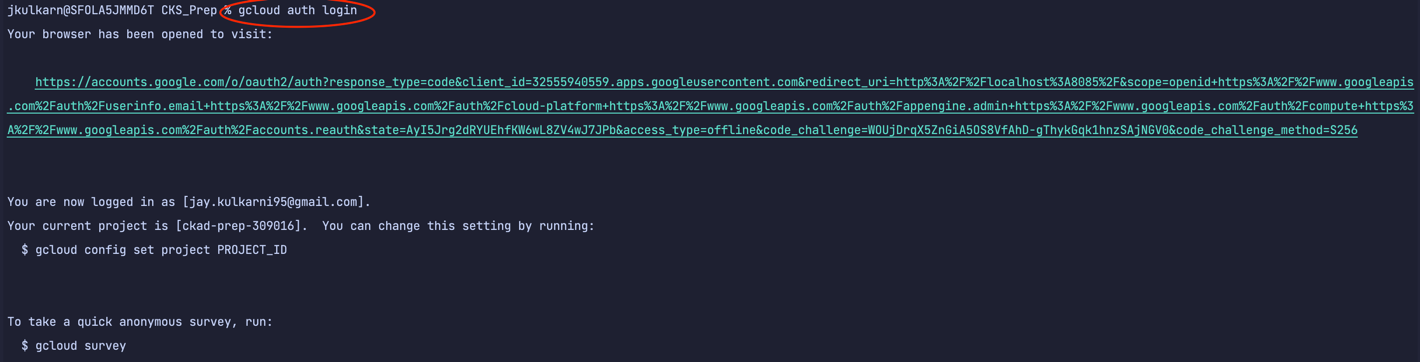 jkulkarn@SFOLA5JMMD6T CKS_Prep % gcloud auth login
Your browser has been opened to visit:
https://accounts.google.com/o/oauth2/auth?response_type=code&client_id=32555940559.apps.googleusercontent.com&redirect_uri=http%3A%2F%2Flocalhost%3A8085%2F&scope=openid+https%3A%2F%2Fwww.googleapis
.com%2Fauth%2Fuserinfo.email+https%3A%2F%2Fwww.googleapis.com%2Fauth%2Fcloud-platform+https%3A%2F%2Fwww.googleapis.com%2Fauth%2Fappengine.admin+https%3A%2F%2Fwww.googleapis.com%2Fauth%2Fcompute+https%3
A%2F%2Fwww.googleapis.com%2Fauth%2Faccounts.reauth&state=AyI5Jrg2dRYUEhfKW6wL8ZV4wJ7JPb&access_type=offline&code_challenge=WOUjDrqX5ZnGiA5OS8VfAhD-gThykGqk1hnzSAjNGV0&code_challenge_method=S256
You are now logged in as [jay.kulkarni95@gmail.com].
Your current project is [ckad-prep-309016].  You can change this setting by running:
$ gcloud config set project PROJECT_ID
To take a quick anonymous survey, run:
$ gcloud survey